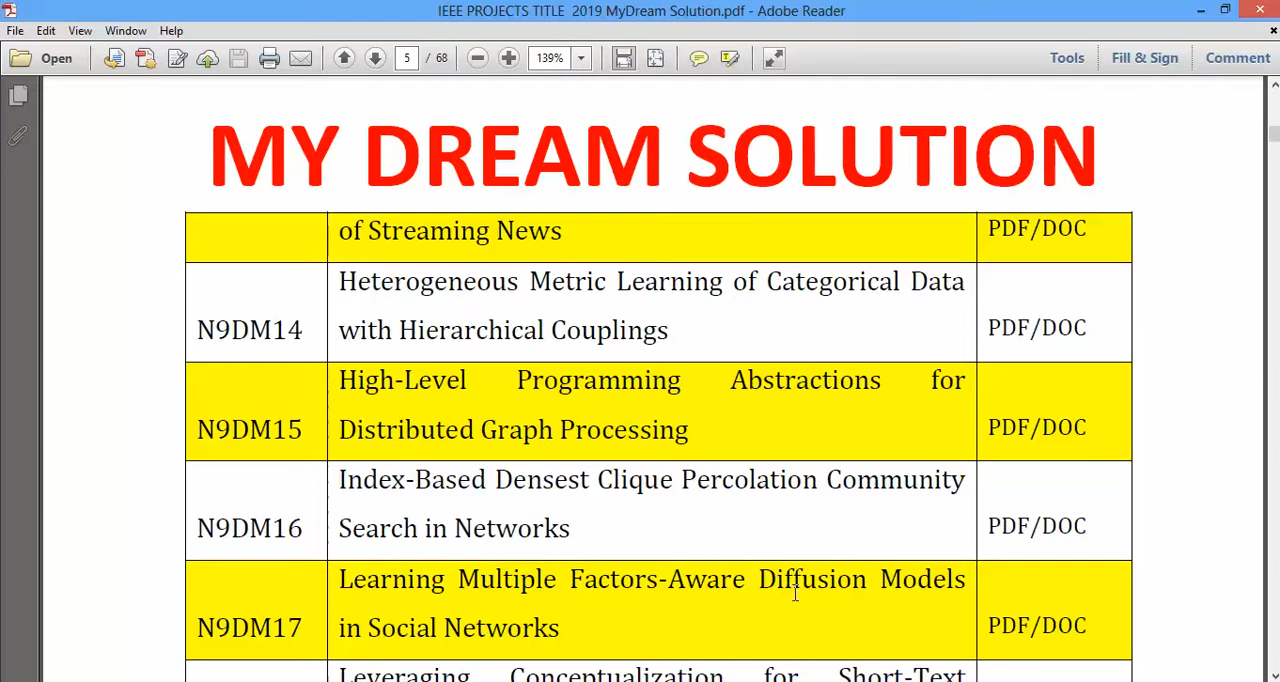 IEEE PROJECTS TITLE 2019 MyDream Solution.pdf - Adobe Reader
File Edit View Window Help
Open 5 / 68 139% Tools Fill & Sign Comment
MY DREAM SOLUTION
of Streaming News PDF/DOC
Heterogeneous Metric Learning of Categorical Data
N9DM14 with Hierarchical Couplings PDF/DOC
High-Level Programming Abstractions for
N9DM15 Distributed Graph Processing PDF/DOC
Index-Based Densest Clique Percolation Community
N9DM16 Search in Networks PDF/DOC
Learning Multiple Factors-Aware Diffusion Models
N9DM17 in Social Networks PDF/DOC
Leveraging Conceptualization for Short-Text